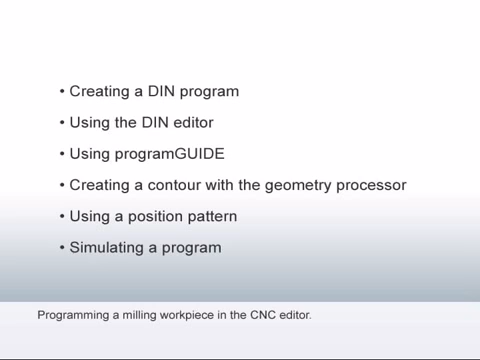 • Creating a DIN program
• Using the DIN editor
• Using programGUIDE
• Creating a contour with the geometry processor
• Using a position pattern
• Simulating a program
Programming a milling workpiece in the CNC editor.